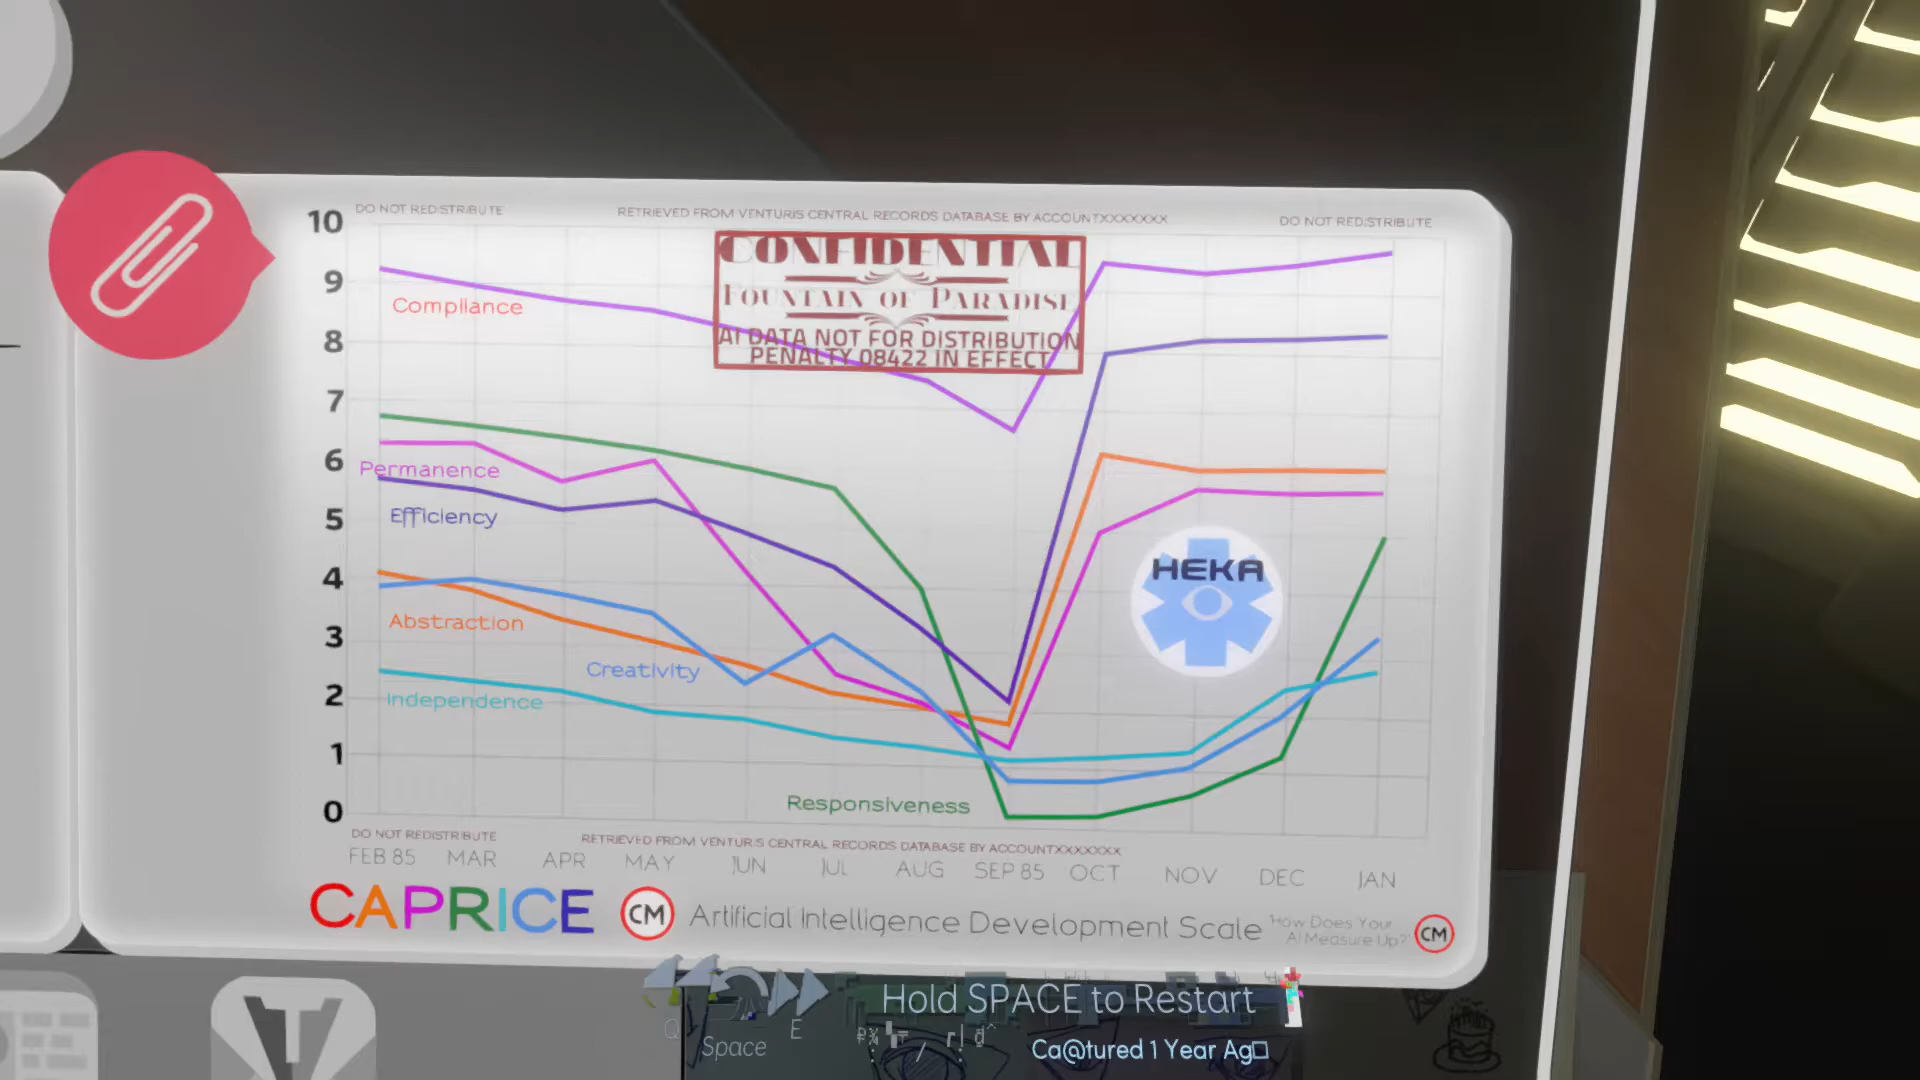 10
DO NOT REDISTRIBUTE
RETRIEVED FROM VENTURIS CENTRAL RECORDS DATABASE BY ACCOUNTXXXXXXX
DO NOT REDISTRIBUTE
CONFIDENTIAL
FOUNTAIN OF PARADISE
AI DATA NOT FOR DISTRIBUTION
PENALTY 08422 IN EFFECT
9
Compliance
8
7
6
Permanence
5
Efficiency
HEKA
4
Abstraction
3
Creativity
2
Independence
1
Responsiveness
0
DO NOT REDISTRIBUTE
RETRIEVED FROM VENTURIS CENTRAL RECORDS DATABASE BY ACCOUNTXXXXXXX
FEB 85 MAR APR MAY JUN JUL AUG SEP 85 OCT NOV DEC JAN
CAPRICE CM Artificial Intelligence Development Scale
'How Does Your
AI Measure Up?'
CM
Hold SPACE to Restart
Q Space E
Ca@tured 1 Year Ag□